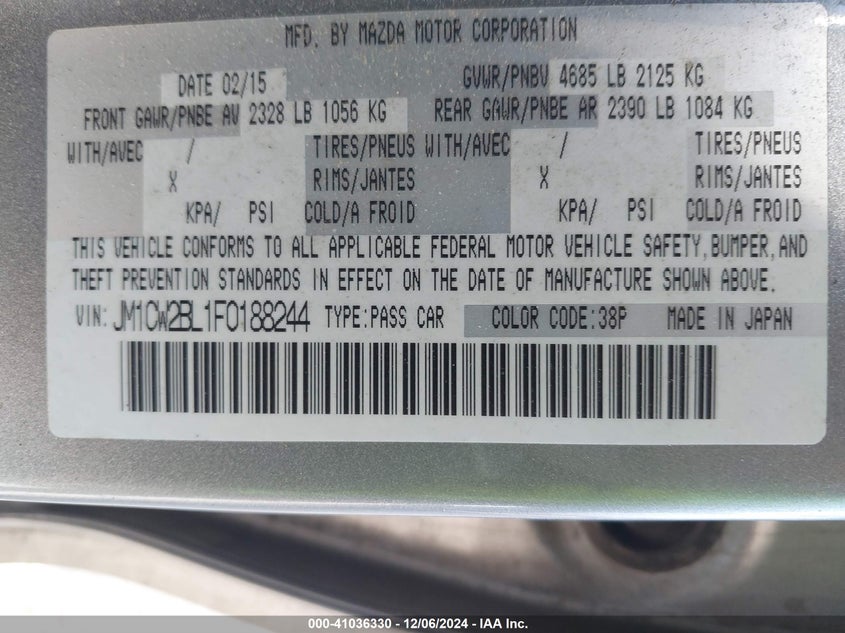 MFD. BY MAZDA MOTOR CORPORATION
DATE 02/15 GVWR/PNBV 4685 LB 2125 KG
FRONT GAWR/PNBE AV 2328 LB 1056 KG REAR GAWR/PNBE AR 2390 LB 1084 KG
WITH/AVEC / TIRES/PNEUS WITH/AVEC / TIRES/PNEUS
X RIMS/JANTES X RIMS/JANTES
KPA/ PSI COLD/A FROID KPA/ PSI COLD/A FROID
THIS VEHICLE CONFORMS TO ALL APPLICABLE FEDERAL MOTOR VEHICLE SAFETY, BUMPER, AND
THEFT PREVENTION STANDARDS IN EFFECT ON THE DATE OF MANUFACTURE SHOWN ABOVE.
VIN: JM1CW2BL1F0188244 TYPE:PASS CAR COLOR CODE:38P MADE IN JAPAN
000-41036330 - 12/06/2024 - IAA Inc.